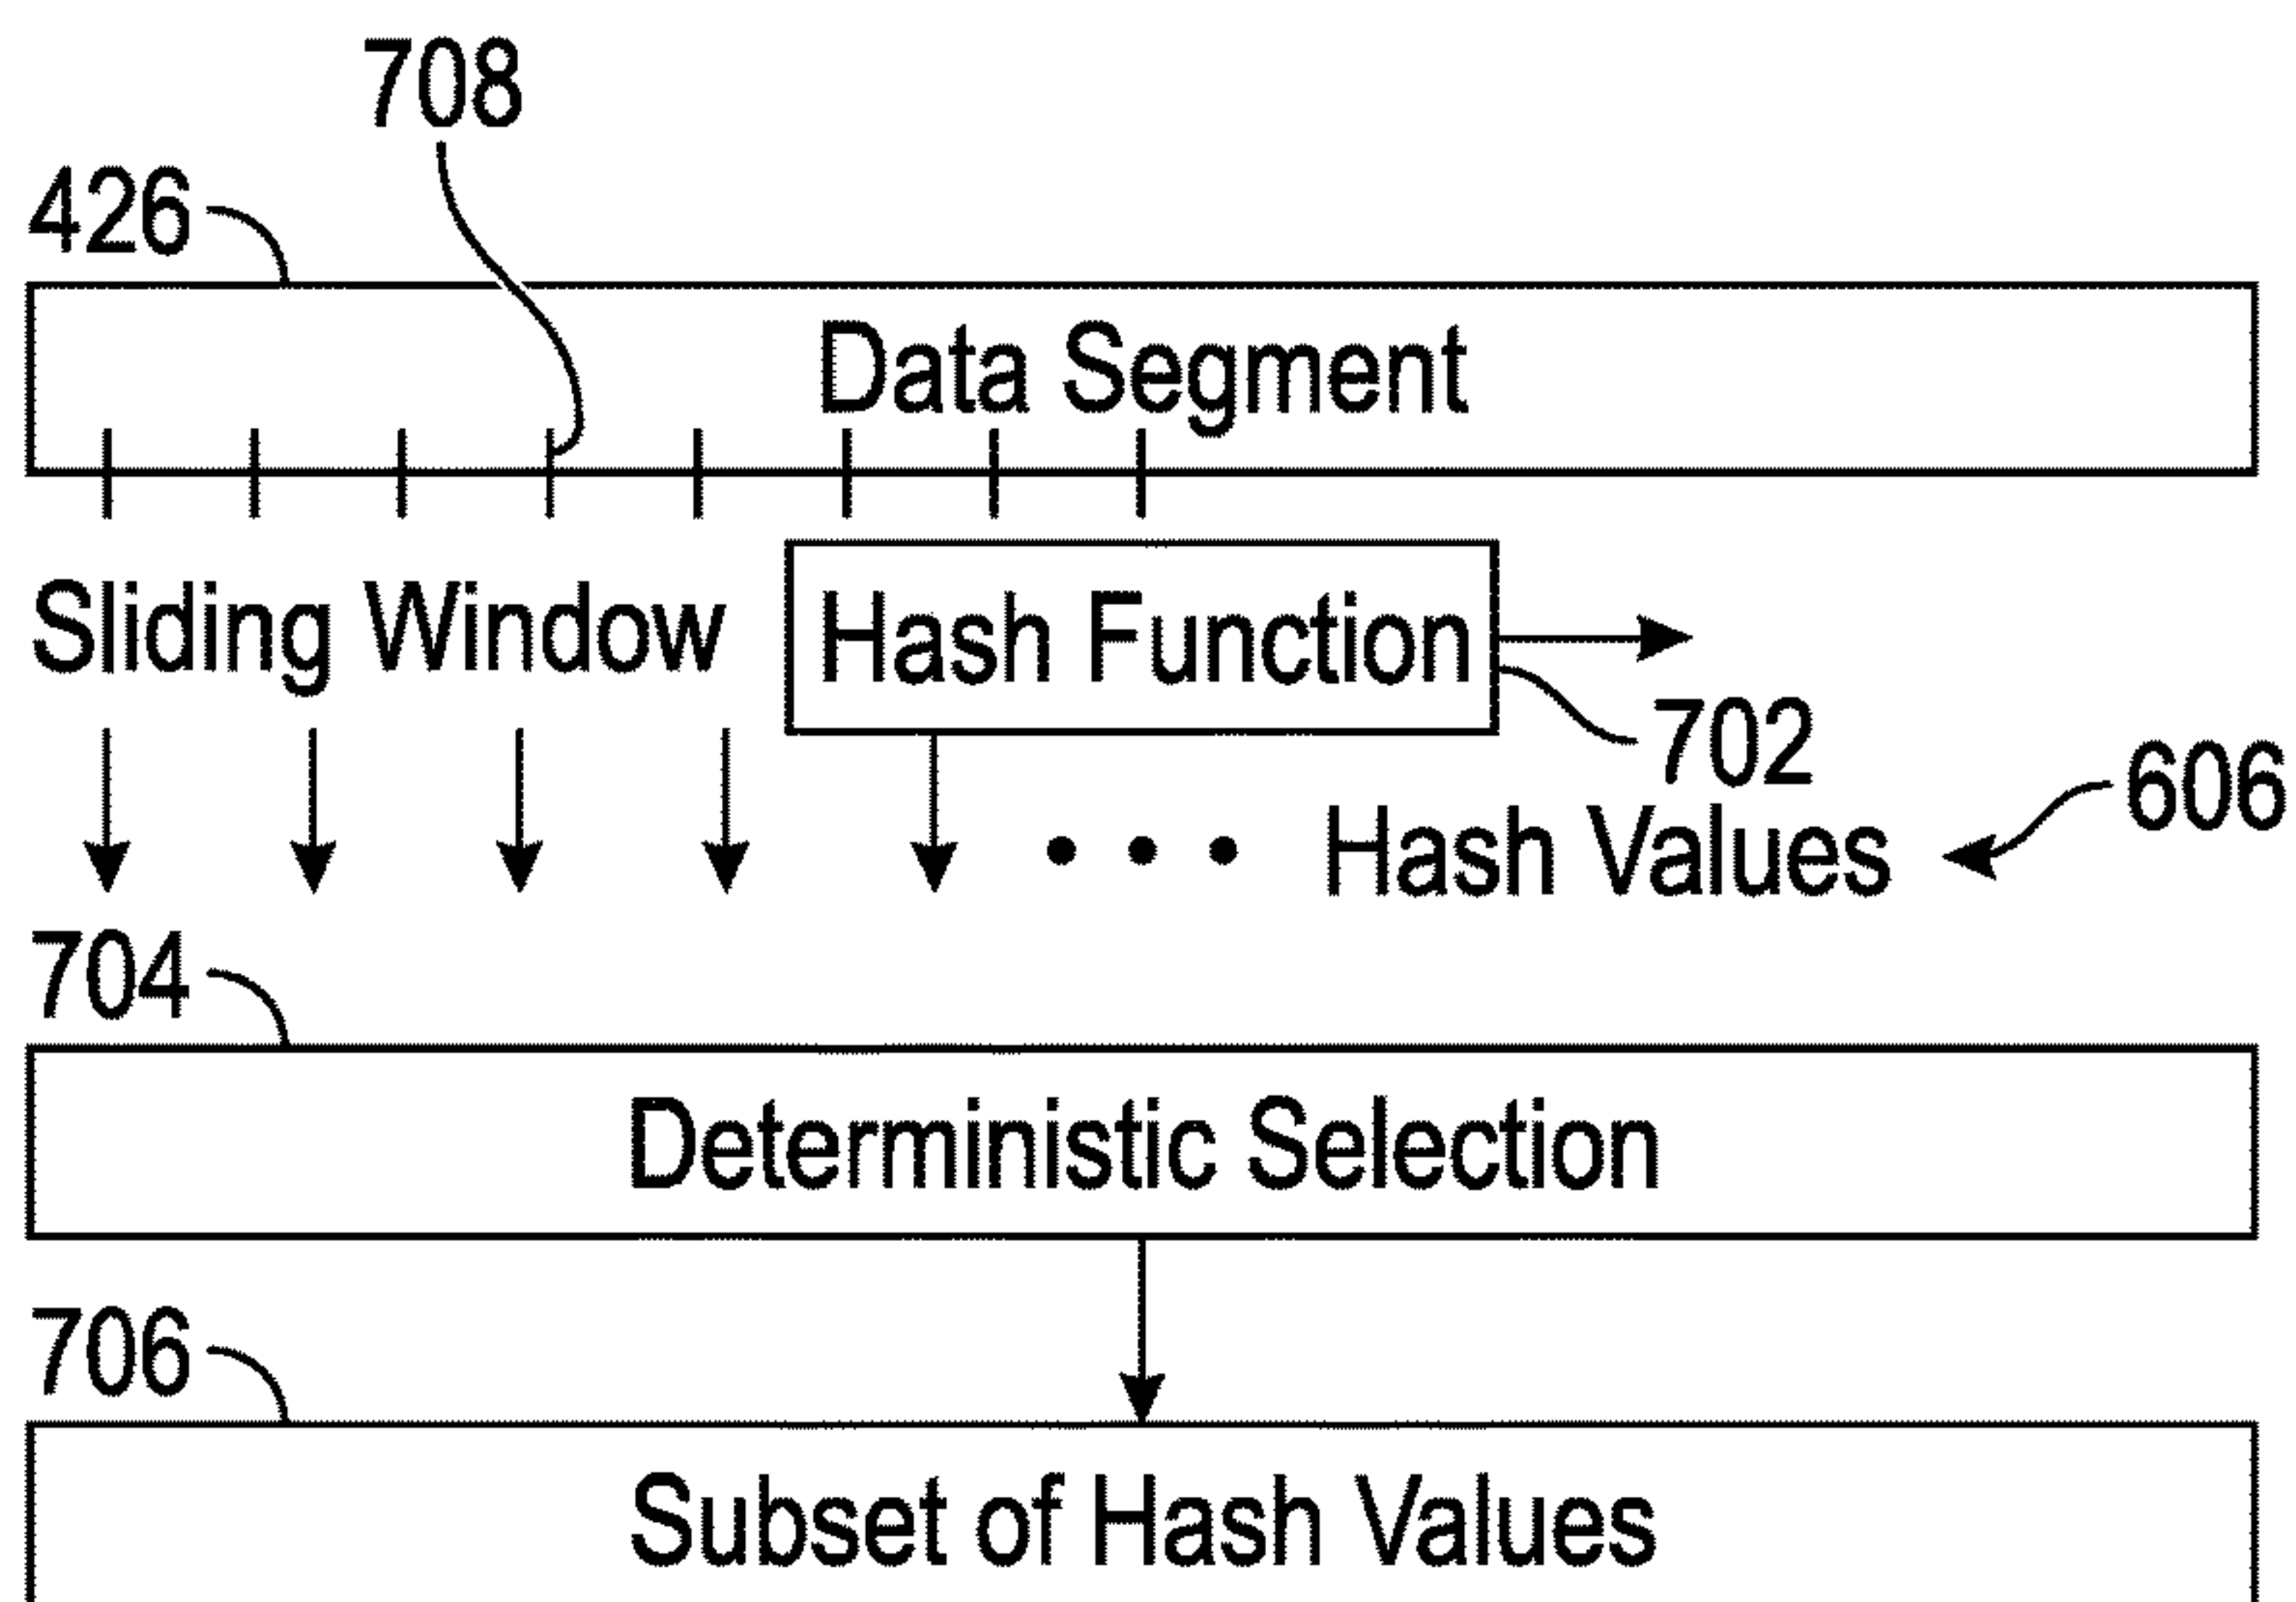 708
426
Data Segment
Sliding Window Hash Function
702
606
Hash Values
704
Deterministic Selection
706
Subset of Hash Values